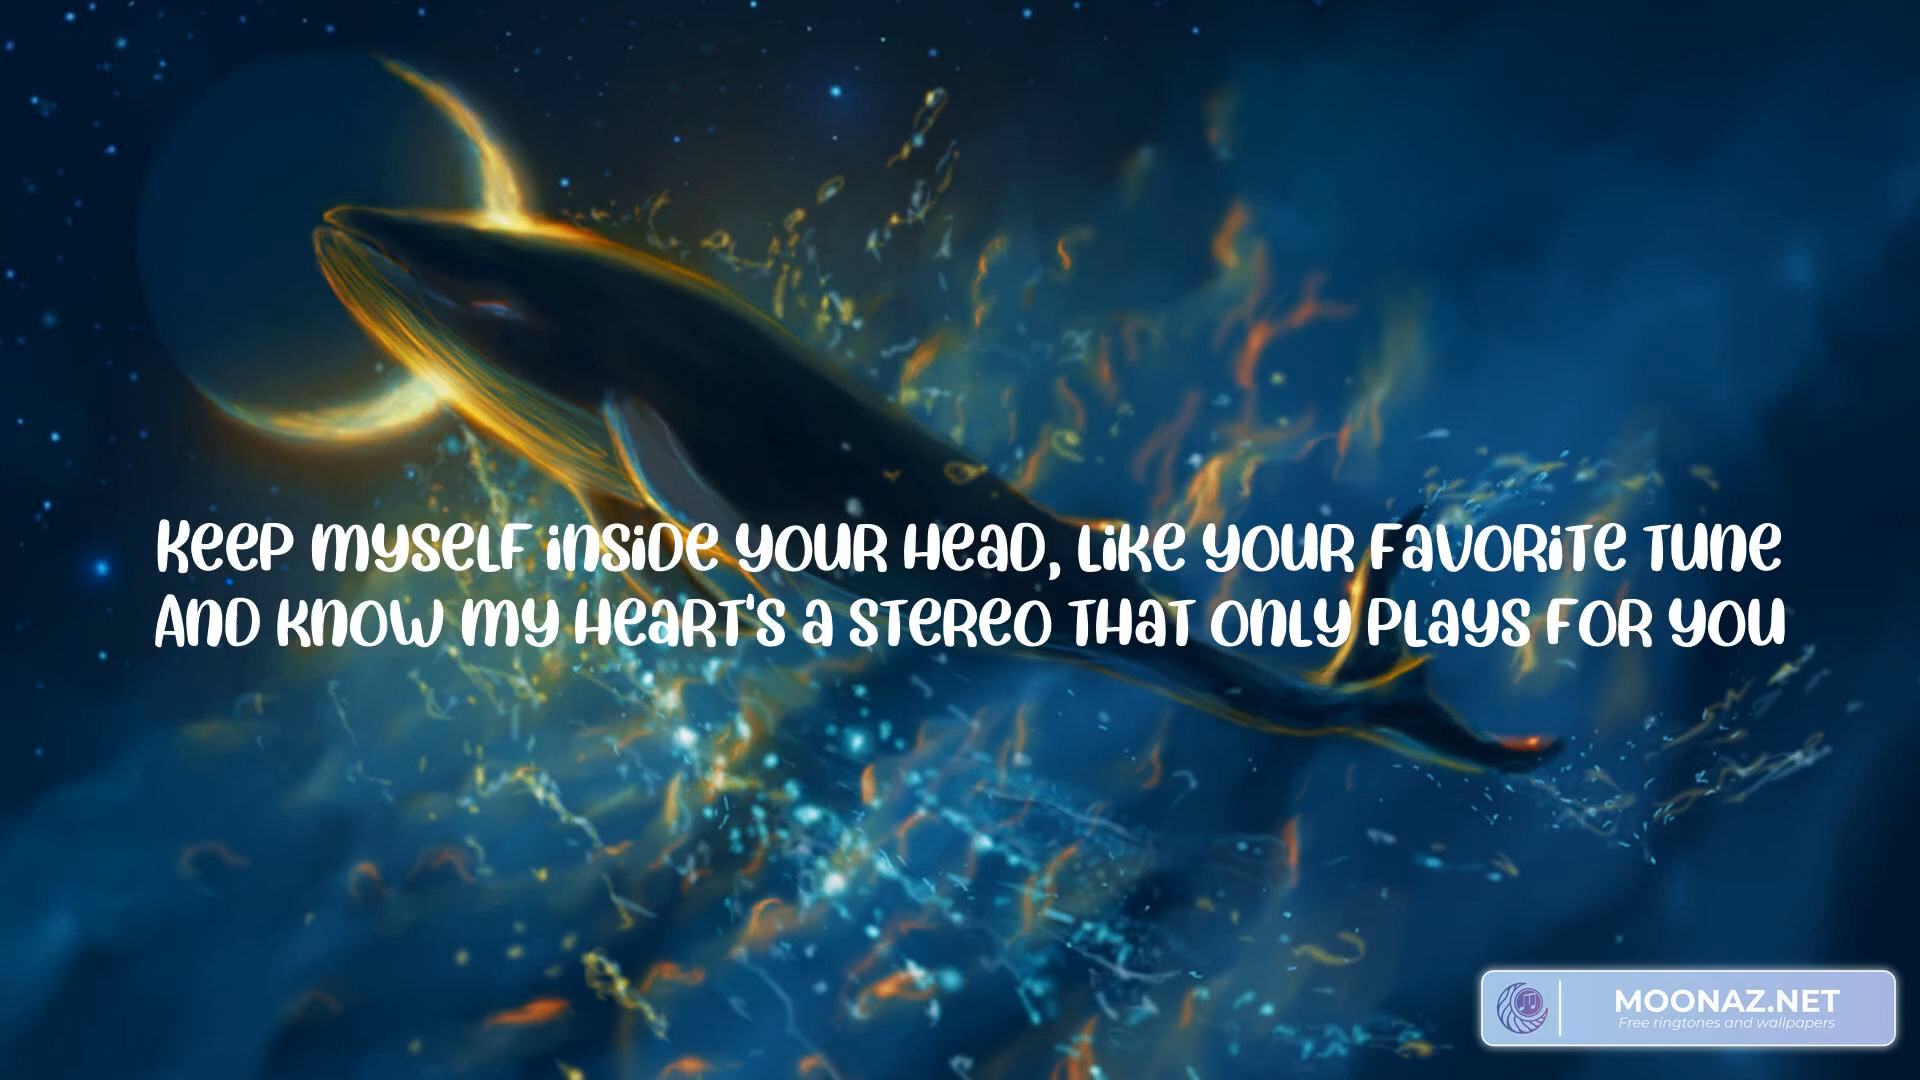 Keep myself inside your head, like your favorite tune
And know my heart's a stereo that only plays for you
MOONAZ.NET
Free ringtones and wallpapers